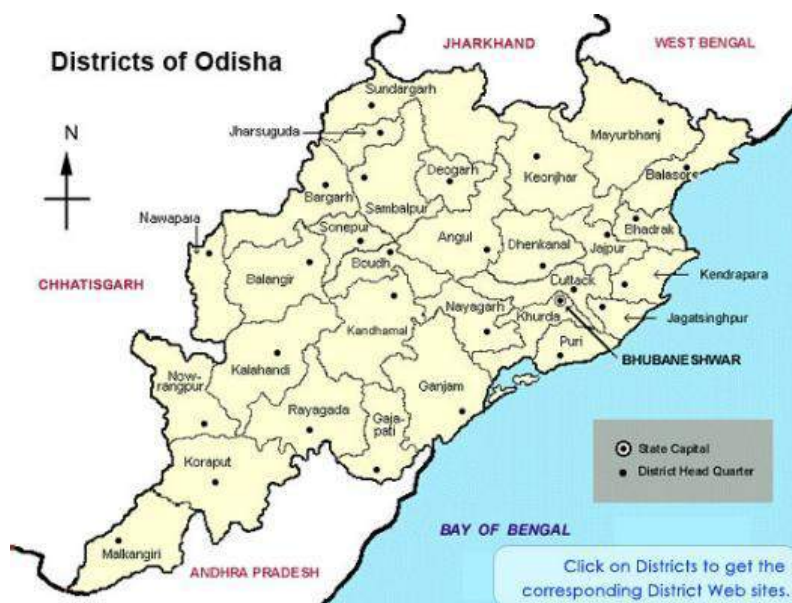 JHARKHAND
WEST BENGAL
Districts of Odisha
Sundargarh
N
Jharsuguda
Mayurbhanj
Deogarh
Keonjhar
Balasore
Bargarh
Sambalpur
Nawapara
Sonepur
Bhadrak
Angul
Dhenkanal
Jajpur
Boudh
Balangir
Kendrapara
CHHATISGARH
Cuttack
Nayagarh
Khurda
Jagatsinghpur
Kandhamal
Puri
BHUBANESHWAR
Kalahandi
Now-
rangpur
Ganjam
Rayagada
Gaja-
pati
State Capital
Koraput
District Head Quarter
BAY OF BENGAL
Malkangiri
ANDHRA PRADESH
Click on Districts to get the
corresponding District Web sites.